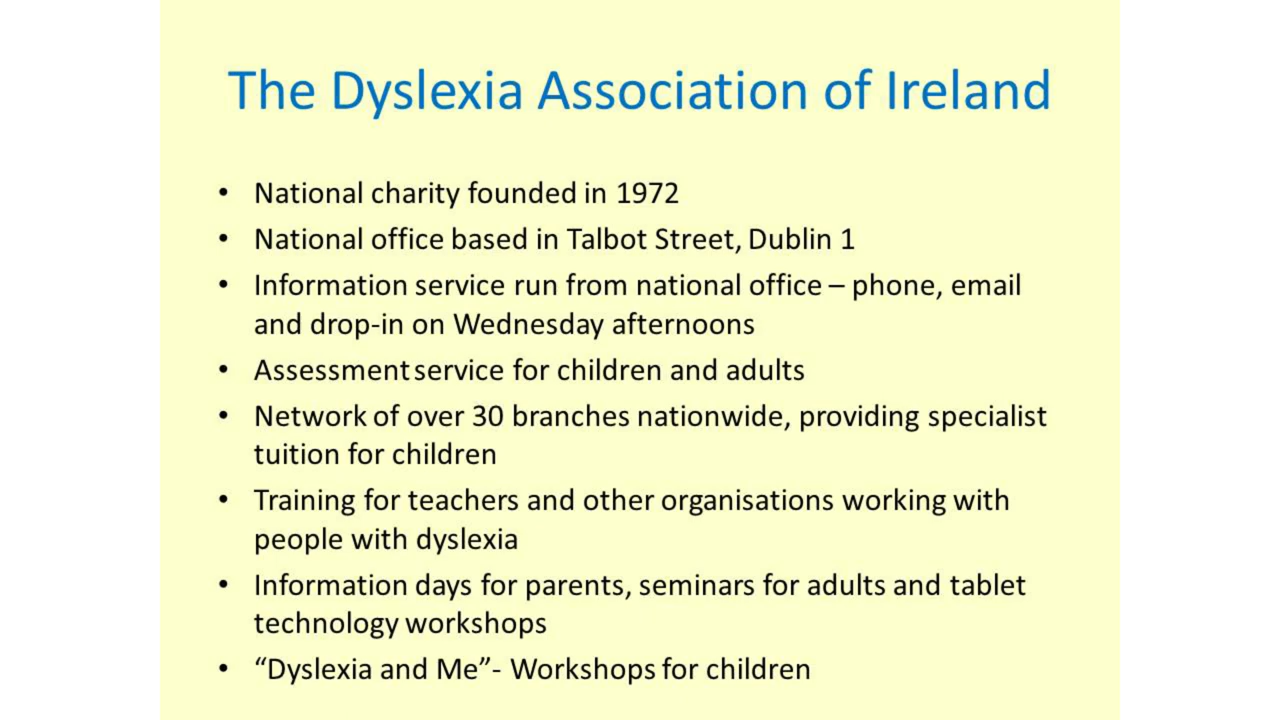 The Dyslexia Association of Ireland
• National charity founded in 1972
• National office based in Talbot Street, Dublin 1
• Information service run from national office – phone, email
and drop-in on Wednesday afternoons
• Assessment service for children and adults
• Network of over 30 branches nationwide, providing specialist
tuition for children
• Training for teachers and other organisations working with
people with dyslexia
• Information days for parents, seminars for adults and tablet
technology workshops
• “Dyslexia and Me”- Workshops for children